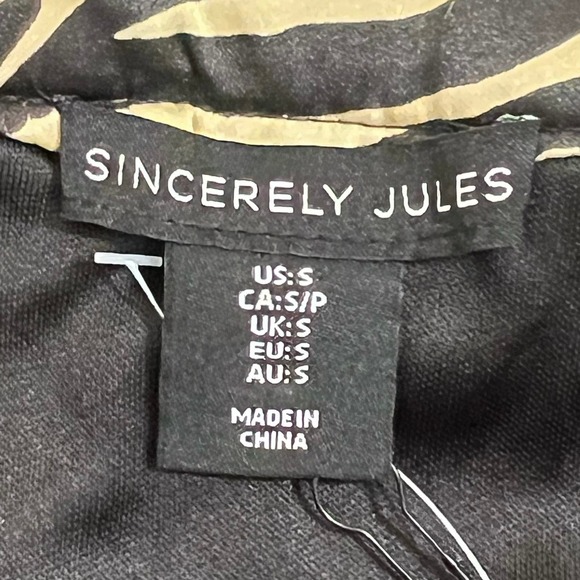 SINCERELY JULES
US:S
CA:S/P
UK:S
EU:S
AU:S
MADE IN
CHINA